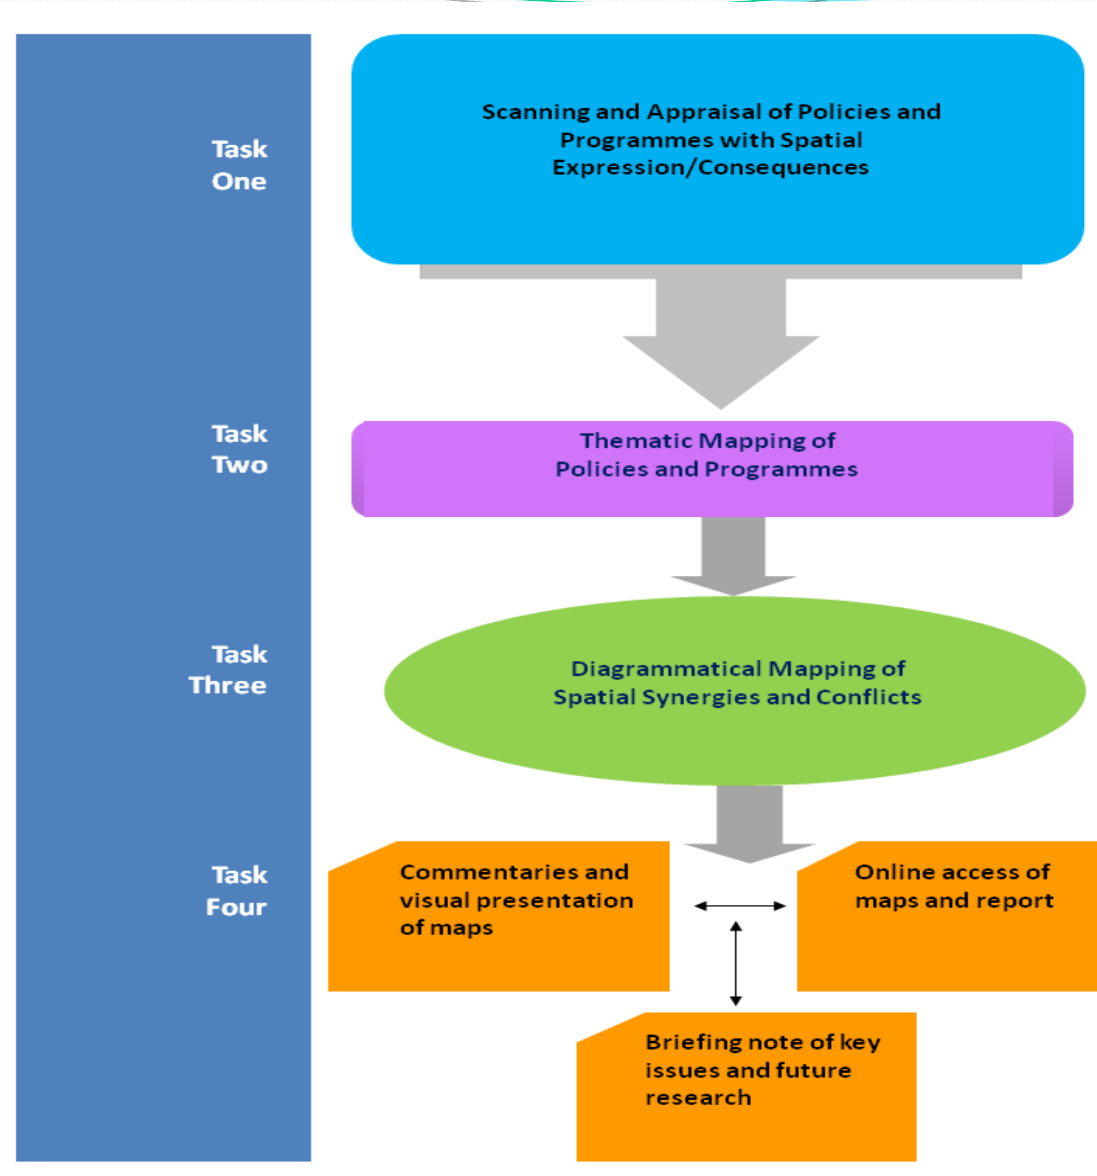 Task
One
Scanning and Appraisal of Policies and
Programmes with Spatial
Expression/Consequences
Task
Two
Thematic Mapping of
Policies and Programmes
Task
Three
Diagrammatical Mapping of
Spatial Synergies and Conflicts
Task
Four
Commentaries and
visual presentation
of maps
Online access of
maps and report
Briefing note of key
issues and future
research